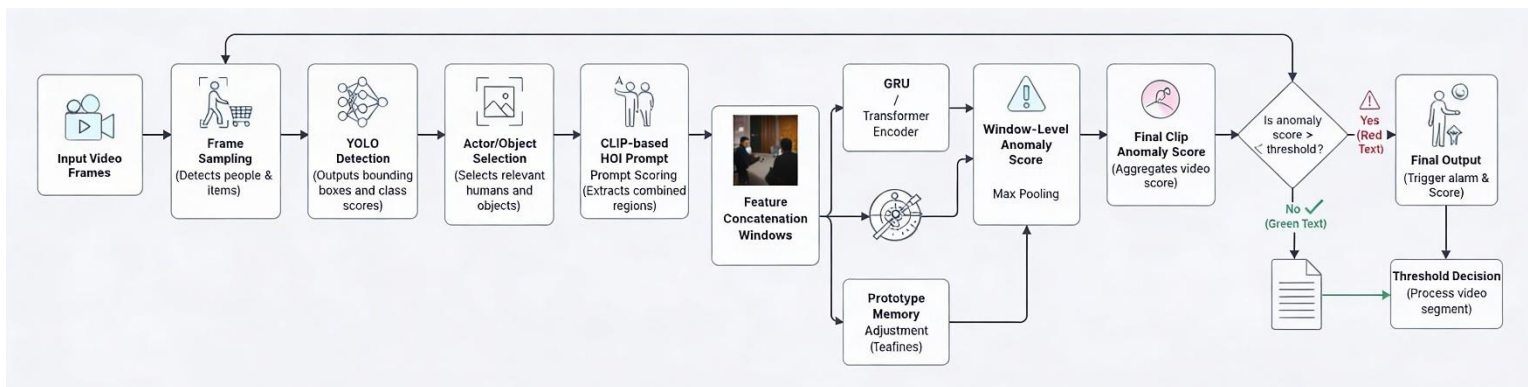 Input Video
Frames
Frame
Sampling
(Detects people &
items)
YOLO
Detection
(Outputs bounding
boxes and class
scores)
Actor/Object
Selection
(Selects relevant
humans and
objects)
CLIP-based
HOI Prompt
Prompt Scoring
(Extracts combined
regions)
Feature
Concatenation
Windows
GRU
/
Transformer
Encoder
Prototype
Memory
Adjustment
(Teafines)
Window-Level
Anomaly
Score
Max Pooling
Final Clip
Anomaly Score
(Aggregates video
score)
Is anomaly
score >
threshold?
Yes
(Red
Text)
No
(Green Text)
Final Output
(Trigger alarm &
Score)
Threshold Decision
(Process video
segment)